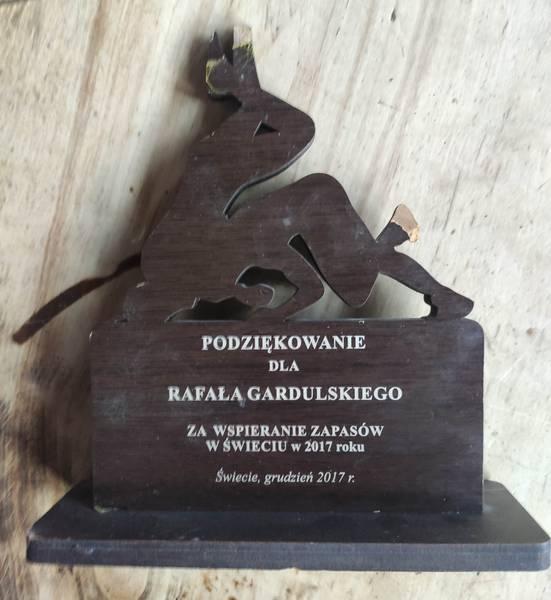 PODZIĘKOWANIE
DLA
RAFAŁA GARDULSKIEGO
ZA WSPIERANIE ZAPASÓW
W ŚWIECIU w 2017 roku
Świecie, grudzień 2017 r.